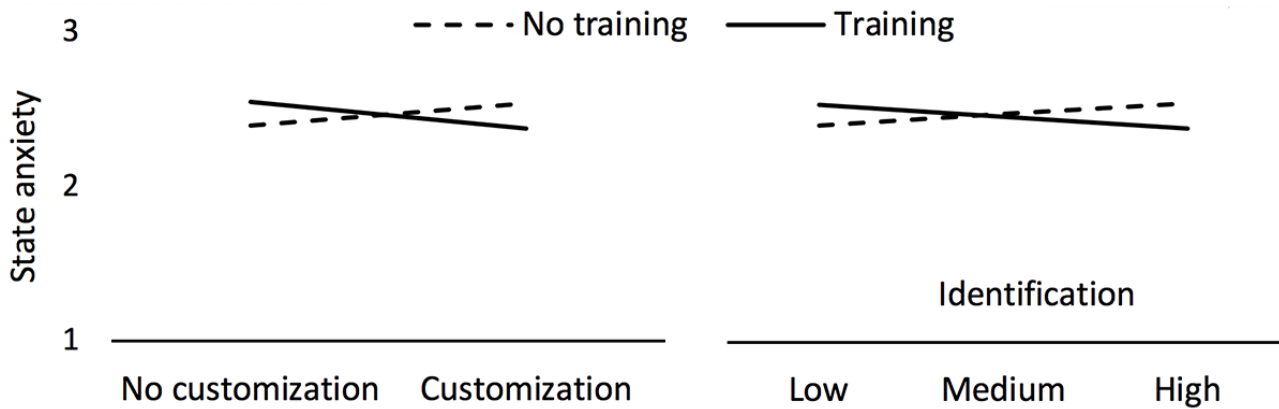 3
No training
Training
State anxiety
2
1
Identification
No customization
Customization
Low
Medium
High